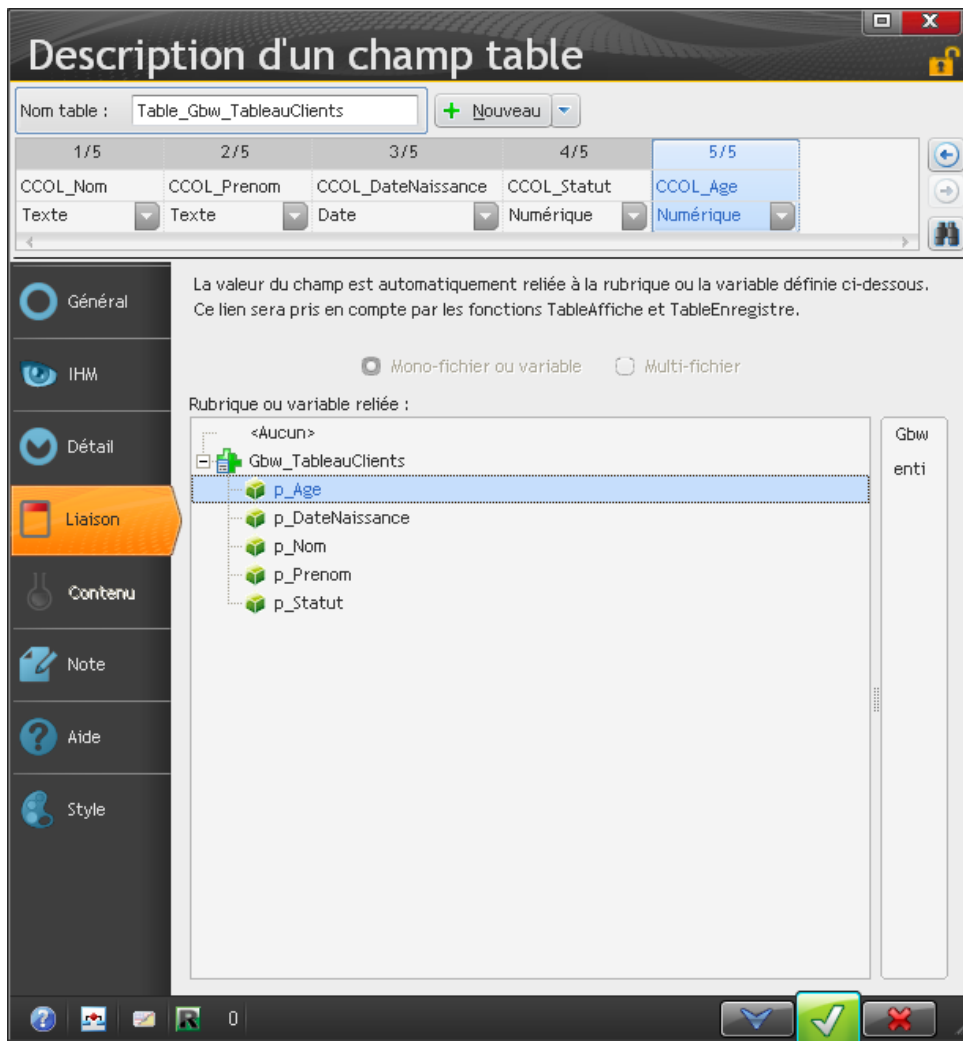 Description d'un champ table
Nom table : Table_Gbw_TableauClients Nouveau
1/5 2/5 3/5 4/5 5/5
CCOL_Nom CCOL_Prenom CCOL_DateNaissance CCOL_Statut CCOL_Age
Texte Texte Date Numérique Numérique
Général
IHM
Détail
Liaison
Contenu
Note
Aide
Style
La valeur du champ est automatiquement reliée à la rubrique ou la variable définie ci-dessous.
Ce lien sera pris en compte par les fonctions TableAffiche et TableEnregistre.
Mono-fichier ou variable Multi-fichier
Rubrique ou variable reliée :
<Aucun>
Gbw_TableauClients
p_Age
p_DateNaissance
p_Nom
p_Prenom
p_Statut
Gbw
enti
R 0